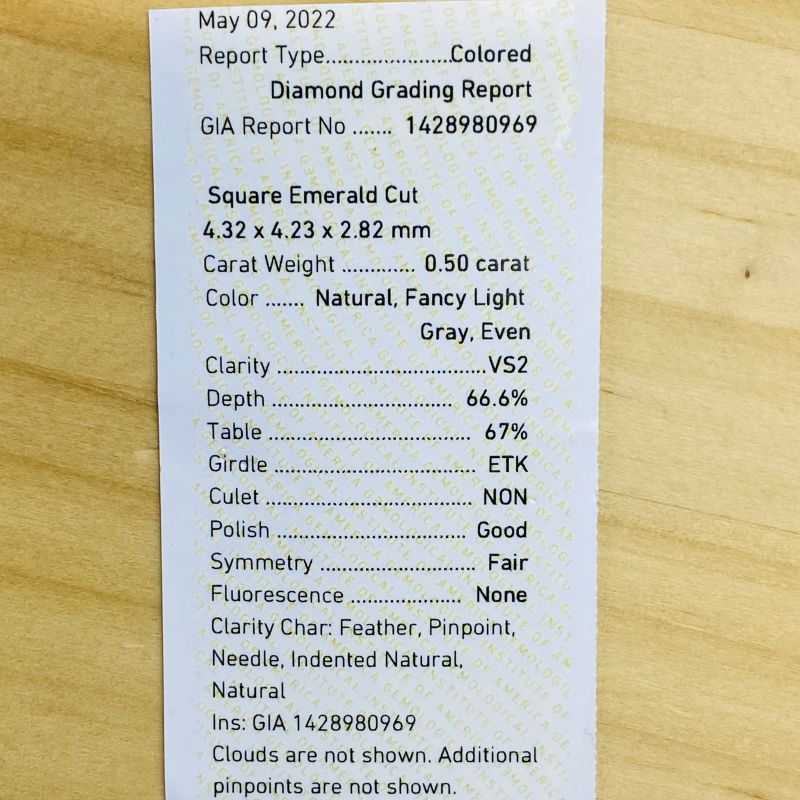 May 09, 2022
Report Type......................Colored
Diamond Grading Report
GIA Report No ....... 1428980969
Square Emerald Cut
4.32 x 4.23 x 2.82 mm
Carat Weight ............. 0.50 carat
Color ....... Natural, Fancy Light
Gray, Even
Clarity .....................................VS2
Depth ................................ 66.6%
Table ................................... 67%
Girdle ................................... ETK
Culet .................................... NON
Polish ................................. Good
Symmetry ........................... Fair
Fluorescence ................... None
Clarity Char: Feather, Pinpoint,
Needle, Indented Natural,
Natural
Ins: GIA 1428980969
Clouds are not shown. Additional
pinpoints are not shown.